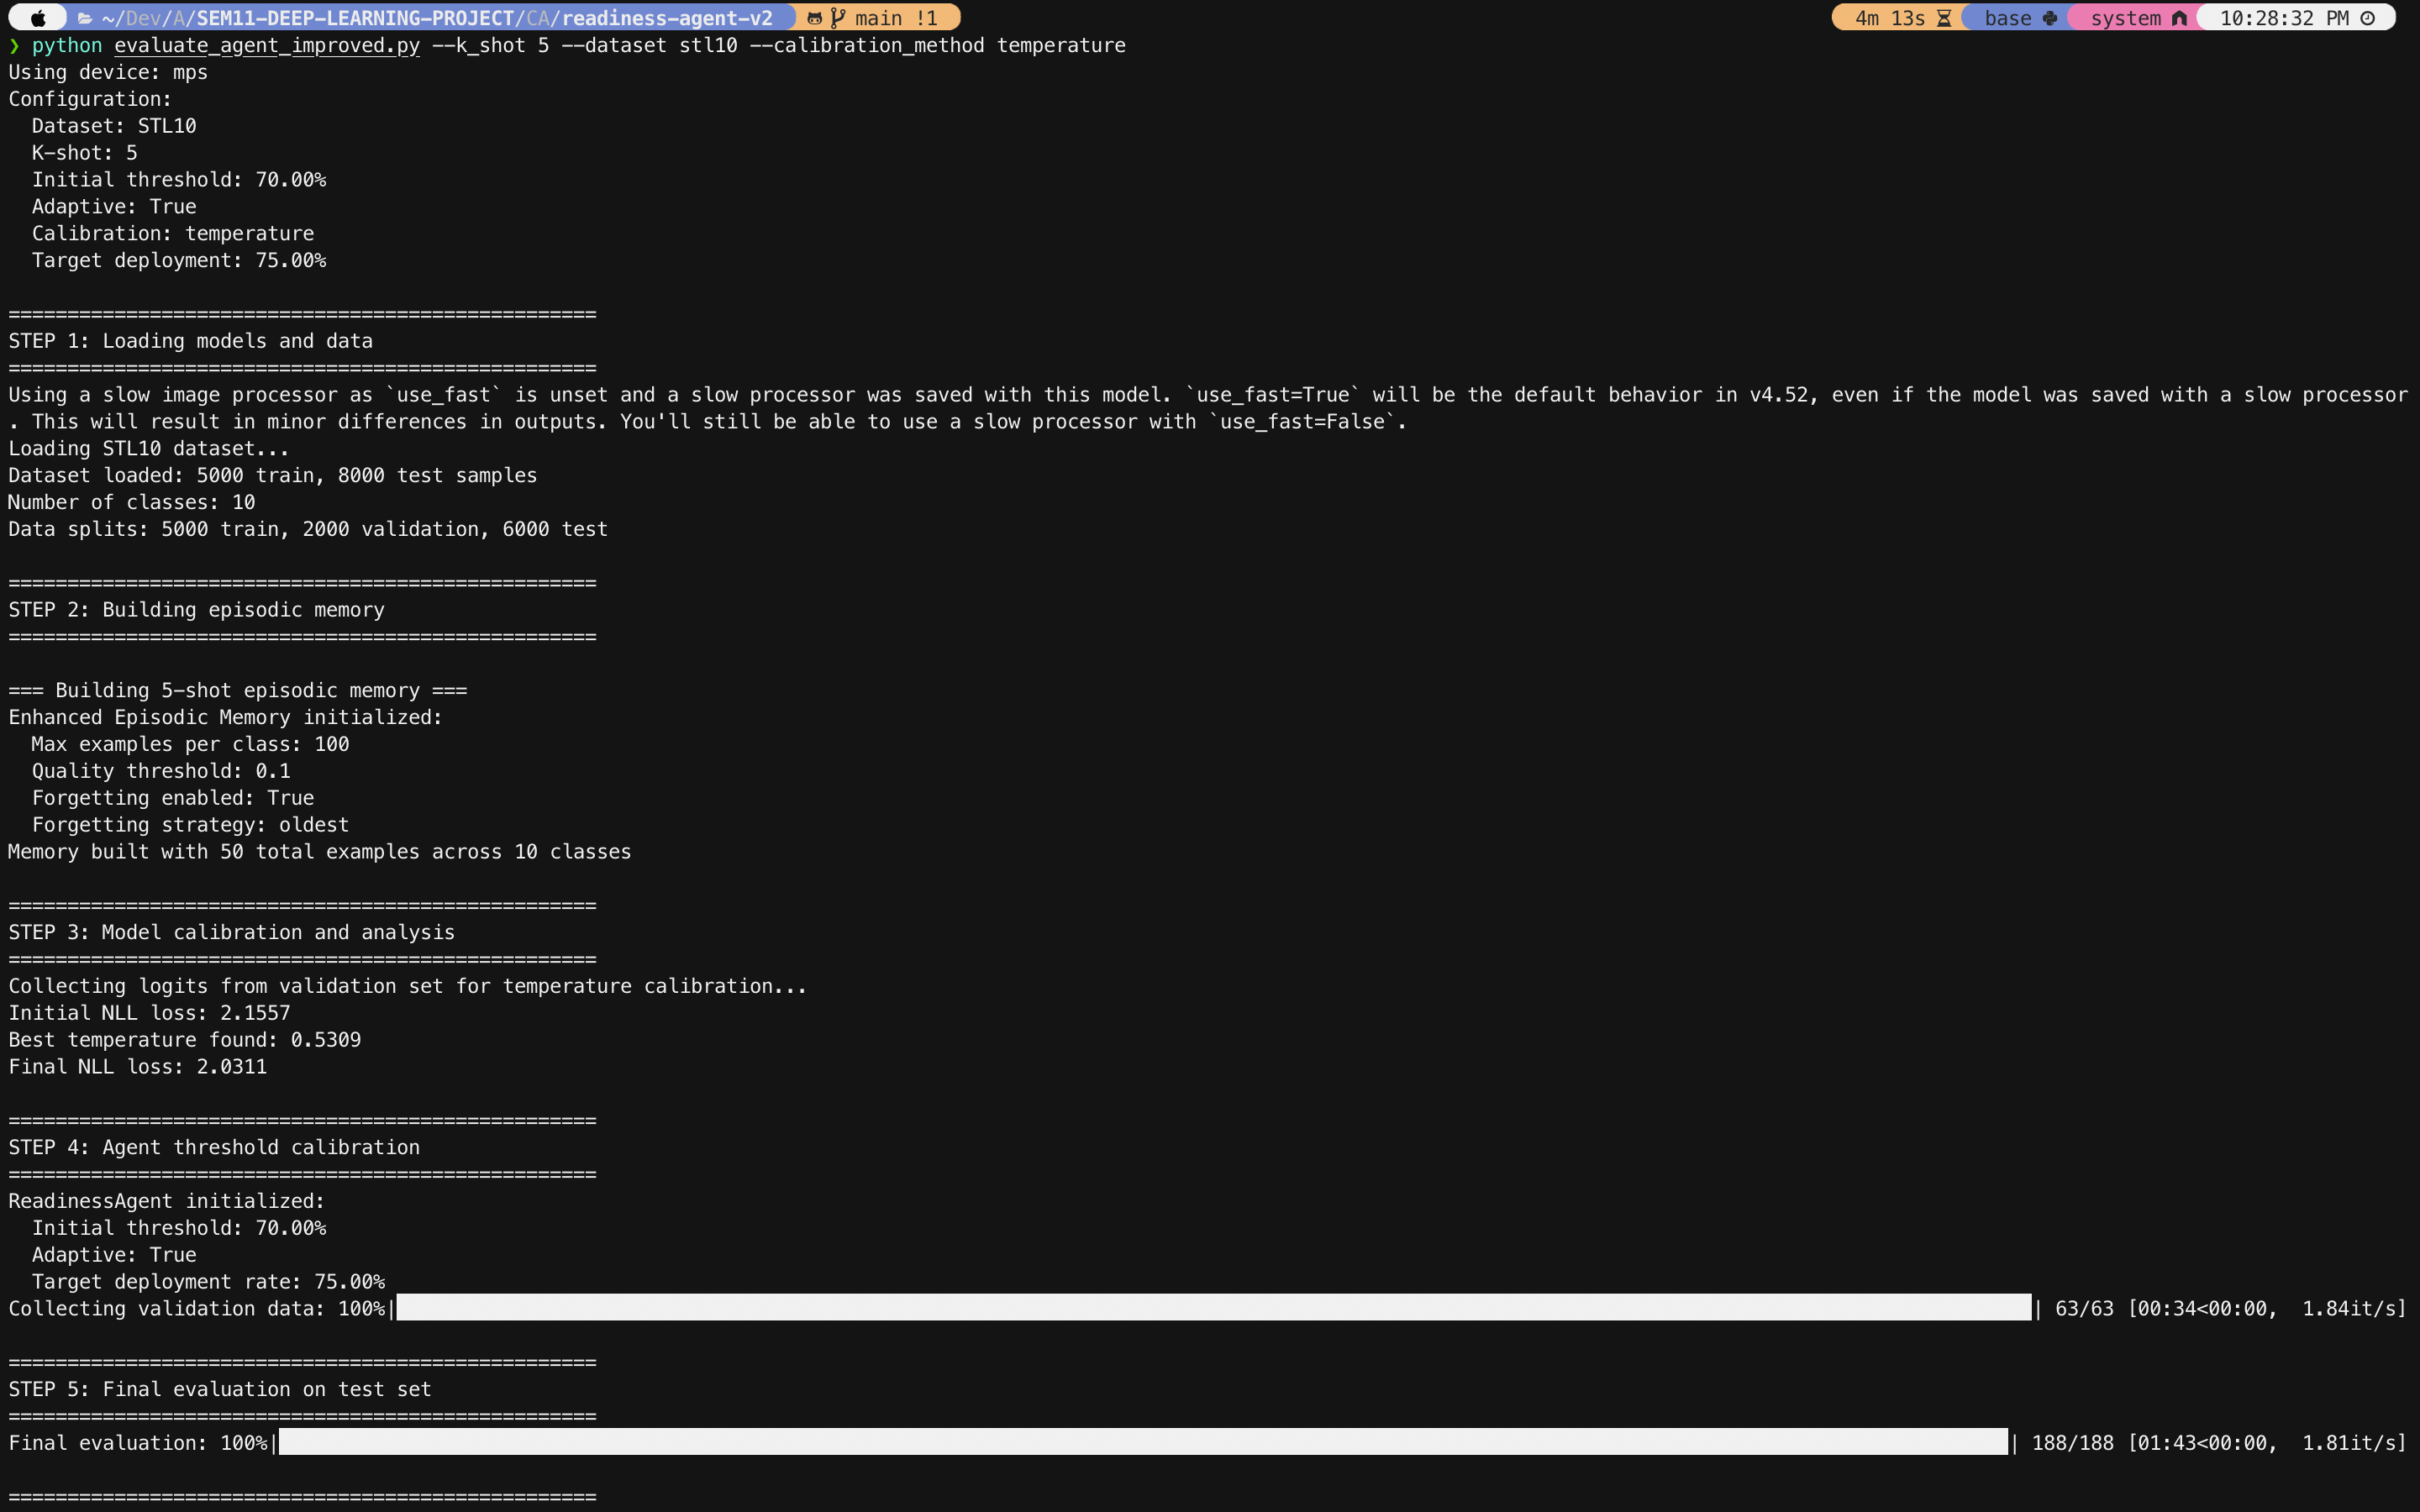 ~/Dev/A/SEM11-DEEP-LEARNING-PROJECT/CA/readiness-agent-v2 main !1 4m 13s base system 10:28:32 PM
❯ python evaluate_agent_improved.py --k_shot 5 --dataset stl10 --calibration_method temperature
Using device: mps
Configuration:
  Dataset: STL10
  K-shot: 5
  Initial threshold: 70.00%
  Adaptive: True
  Calibration: temperature
  Target deployment: 75.00%

==================================================
STEP 1: Loading models and data
==================================================
Using a slow image processor as `use_fast` is unset and a slow processor was saved with this model. `use_fast=True` will be the default behavior in v4.52, even if the model was saved with a slow processor
. This will result in minor differences in outputs. You'll still be able to use a slow processor with `use_fast=False`.
Loading STL10 dataset...
Dataset loaded: 5000 train, 8000 test samples
Number of classes: 10
Data splits: 5000 train, 2000 validation, 6000 test

==================================================
STEP 2: Building episodic memory
==================================================

=== Building 5-shot episodic memory ===
Enhanced Episodic Memory initialized:
  Max examples per class: 100
  Quality threshold: 0.1
  Forgetting enabled: True
  Forgetting strategy: oldest
Memory built with 50 total examples across 10 classes

==================================================
STEP 3: Model calibration and analysis
==================================================
Collecting logits from validation set for temperature calibration...
Initial NLL loss: 2.1557
Best temperature found: 0.5309
Final NLL loss: 2.0311

==================================================
STEP 4: Agent threshold calibration
==================================================
ReadinessAgent initialized:
  Initial threshold: 70.00%
  Adaptive: True
  Target deployment rate: 75.00%
Collecting validation data: 100%| | 63/63 [00:34<00:00,  1.84it/s]

==================================================
STEP 5: Final evaluation on test set
==================================================
Final evaluation: 100%| | 188/188 [01:43<00:00,  1.81it/s]

==================================================